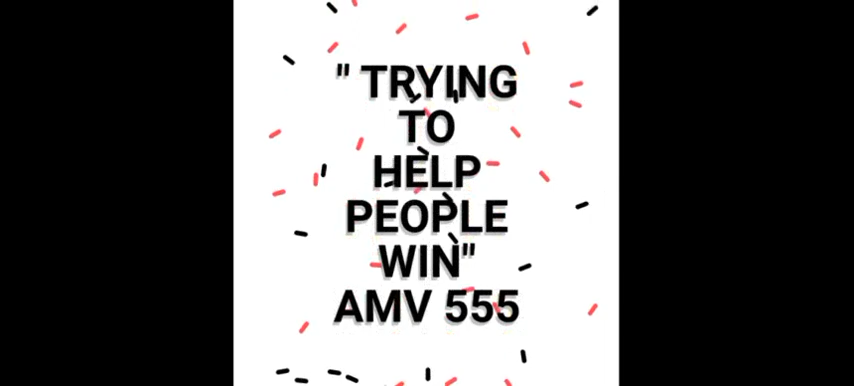 " TRYING
TO
HELP
PEOPLE
WIN"
AMV 555